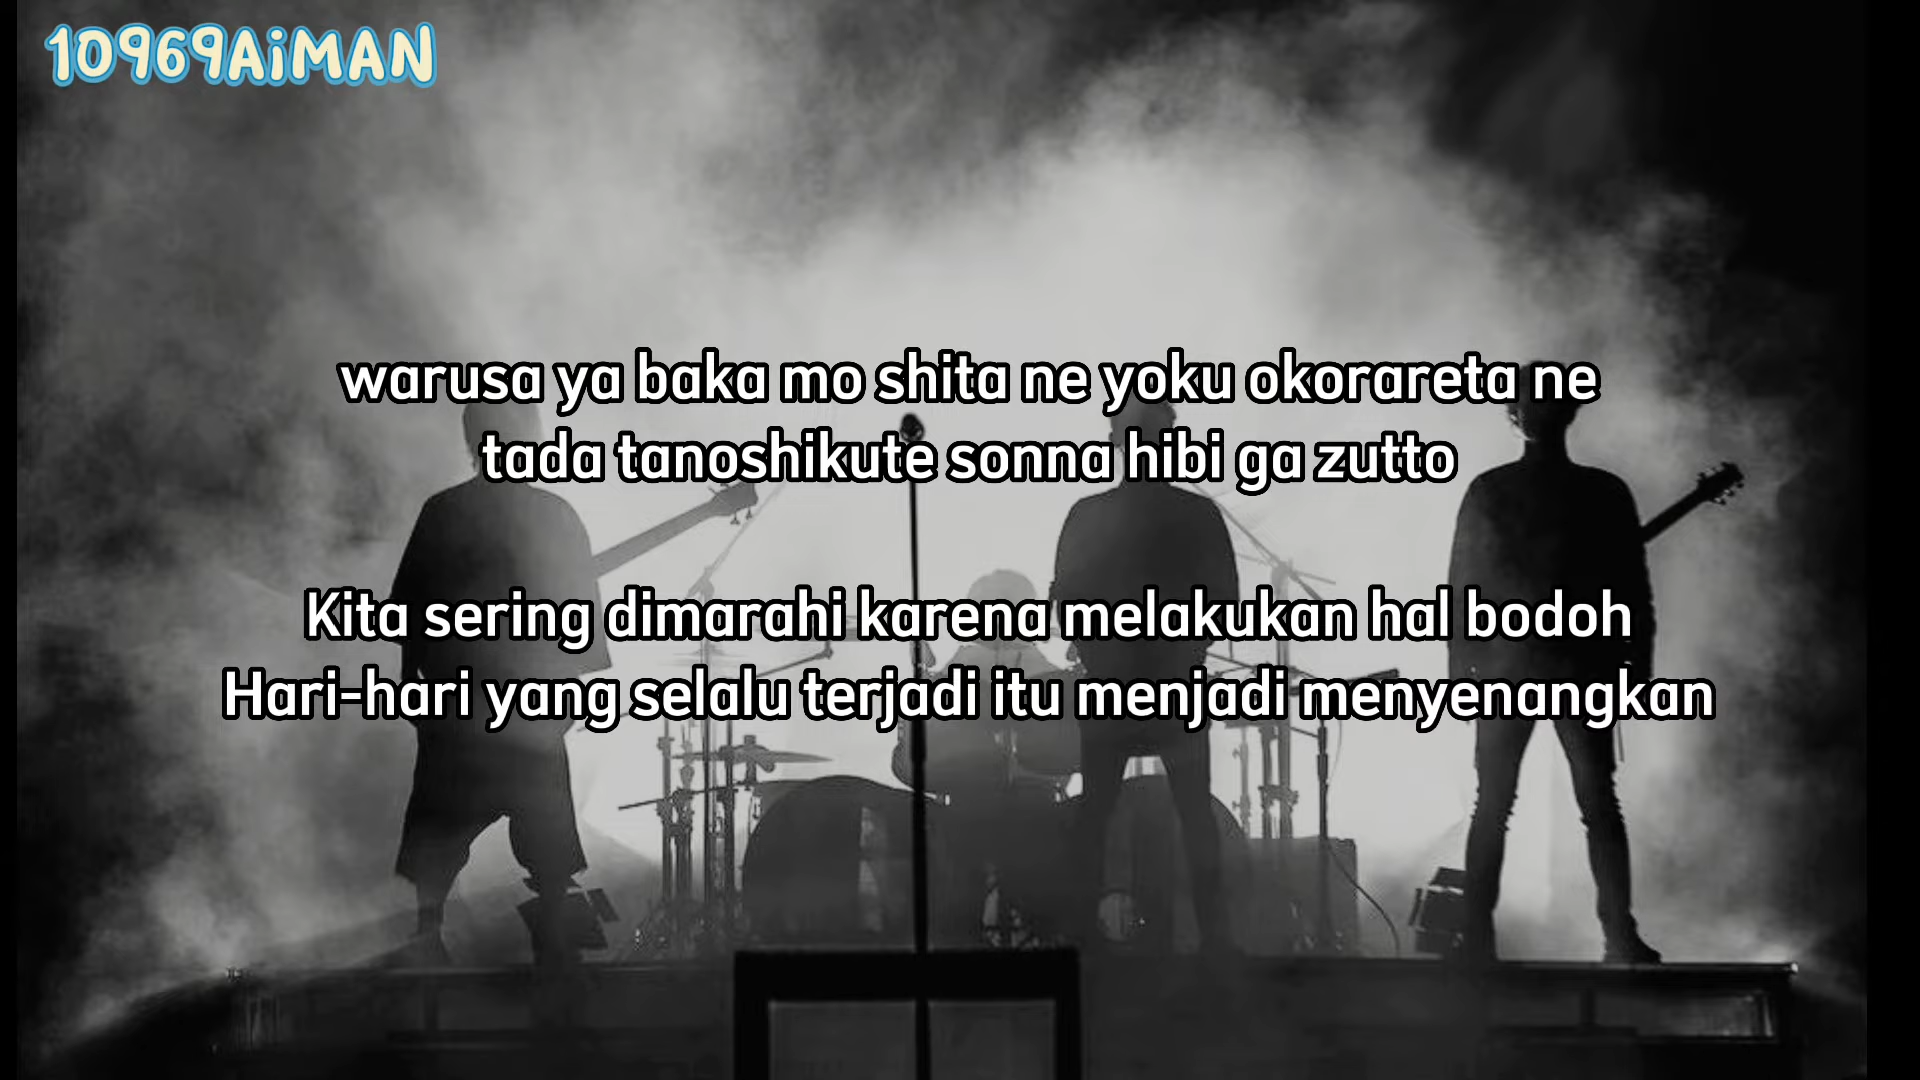 10969AiMAN
warusa ya baka mo shita ne yoku okorareta ne
tada tanoshikute sonna hibi ga zutto
Kita sering dimarahi karena melakukan hal bodoh
Hari-hari yang selalu terjadi itu menjadi menyenangkan